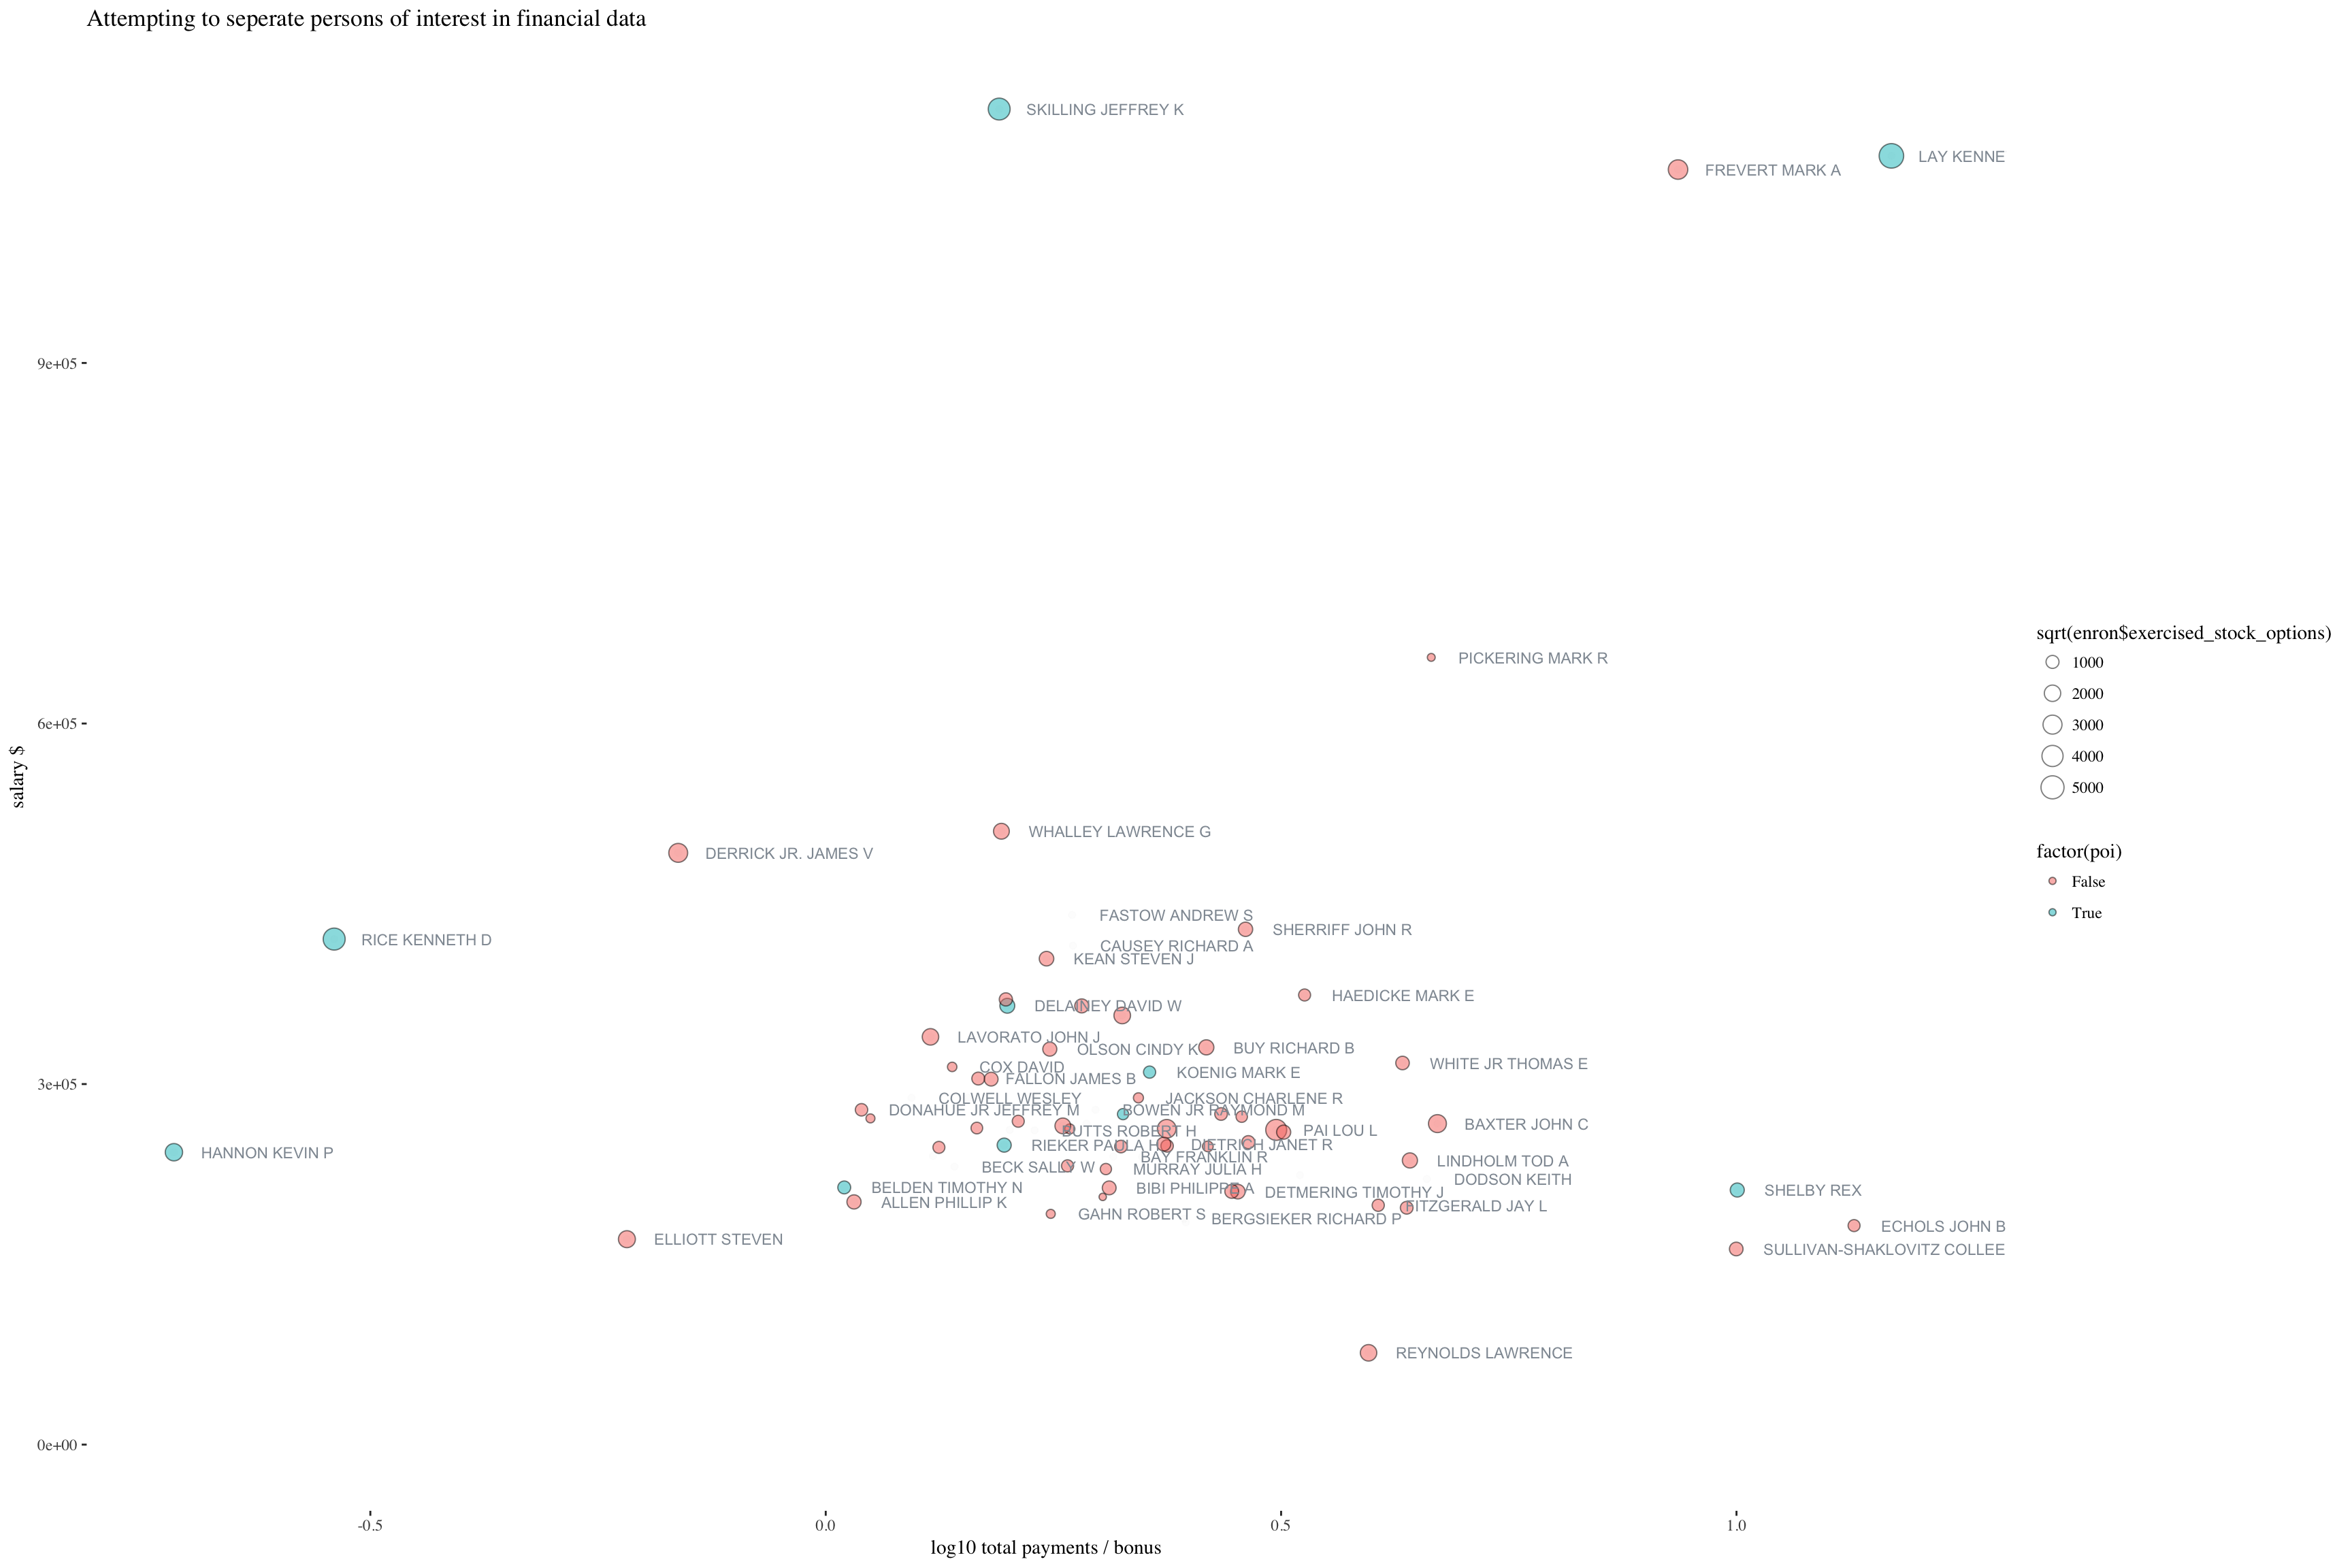 Attempting to seperate persons of interest in financial data
SKILLING JEFFREY K
LAY KENNE
FREVERT MARK A
9e+05
sqrt(enron$exercised_stock_options)
PICKERING MARK R
1000
2000
6e+05
3000
salary $
4000
5000
WHALLEY LAWRENCE G
DERRICK JR. JAMES V
factor(poi)
False
True
FASTOW ANDREW S
SHERRIFF JOHN R
RICE KENNETH D
CAUSEY RICHARD A
KEAN STEVEN J
HAEDICKE MARK E
DELAINEY DAVID W
LAVORATO JOHN J
OLSON CINDY K
BUY RICHARD B
WHITE JR THOMAS E
COX DAVID
KOENIG MARK E
FALLON JAMES B
3e+05
COLWELL WESLEY
JACKSON CHARLENE R
DONAHUE JR JEFFREY M
BOWEN JR RAYMOND M
BAXTER JOHN C
BUTTS ROBERT H
PAI LOU L
RIEKER PAULA H
DIETRICH JANET R
HANNON KEVIN P
BAY FRANKLIN R
LINDHOLM TOD A
BECK SALLY W
MURRAY JULIA H
DODSON KEITH
BELDEN TIMOTHY N
BIBI PHILIPPE A
DETMERING TIMOTHY J
SHELBY REX
ALLEN PHILLIP K
FITZGERALD JAY L
GAHN ROBERT S
BERGSIEKER RICHARD P
ECHOLS JOHN B
ELLIOTT STEVEN
SULLIVAN-SHAKLOVITZ COLLEE
REYNOLDS LAWRENCE
0e+00
-0.5
0.0
0.5
1.0
log10 total payments / bonus